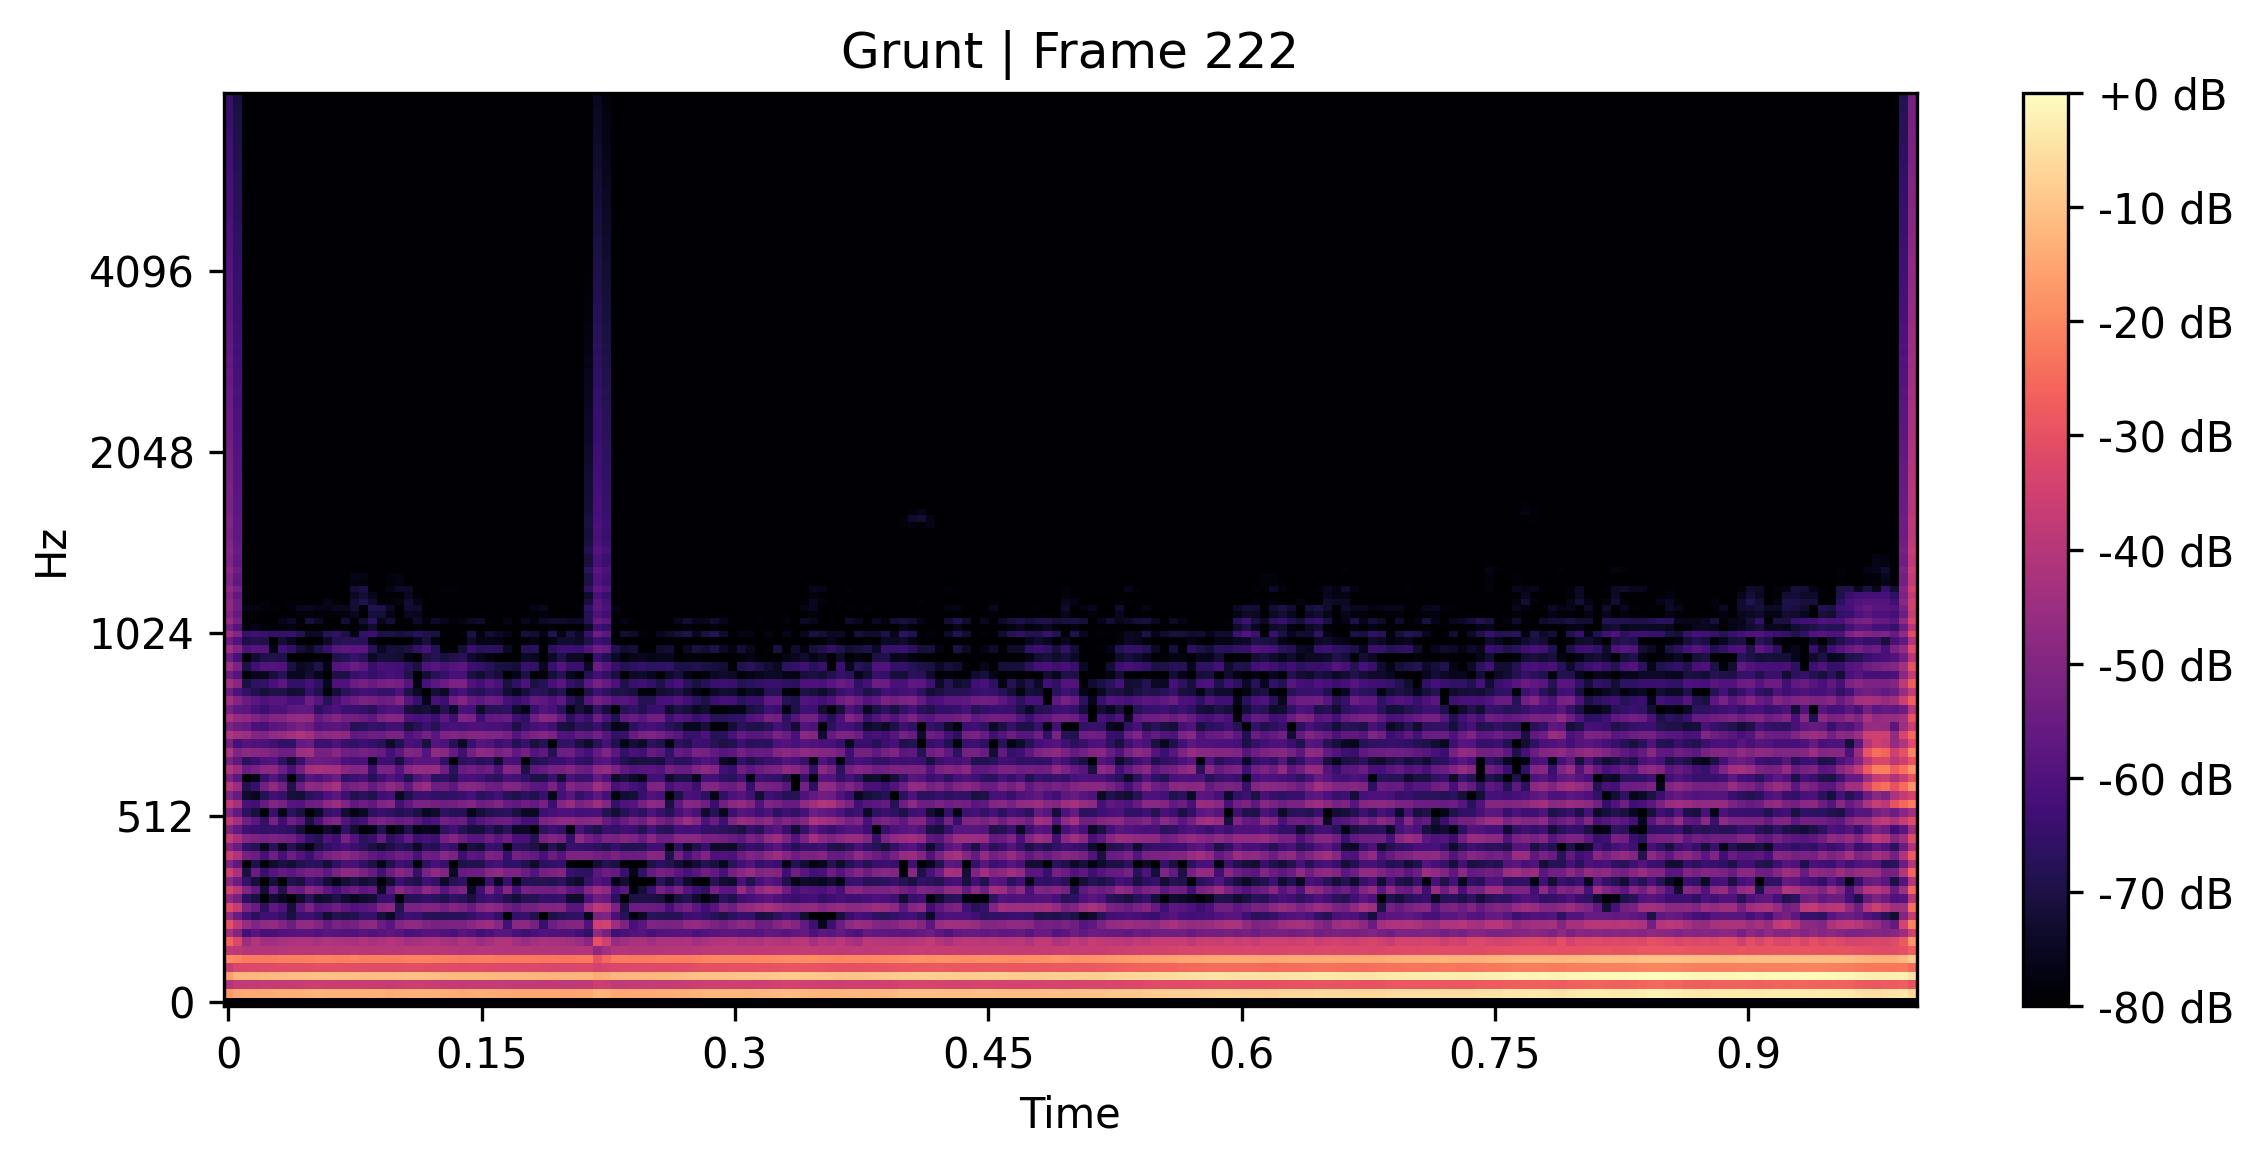 Grunt | Frame 222
+0 dB
-10 dB
-20 dB
-30 dB
-40 dB
-50 dB
-60 dB
-70 dB
-80 dB
4096
2048
1024
512
0
Hz
0
0.15
0.3
0.45
0.6
0.75
0.9
Time